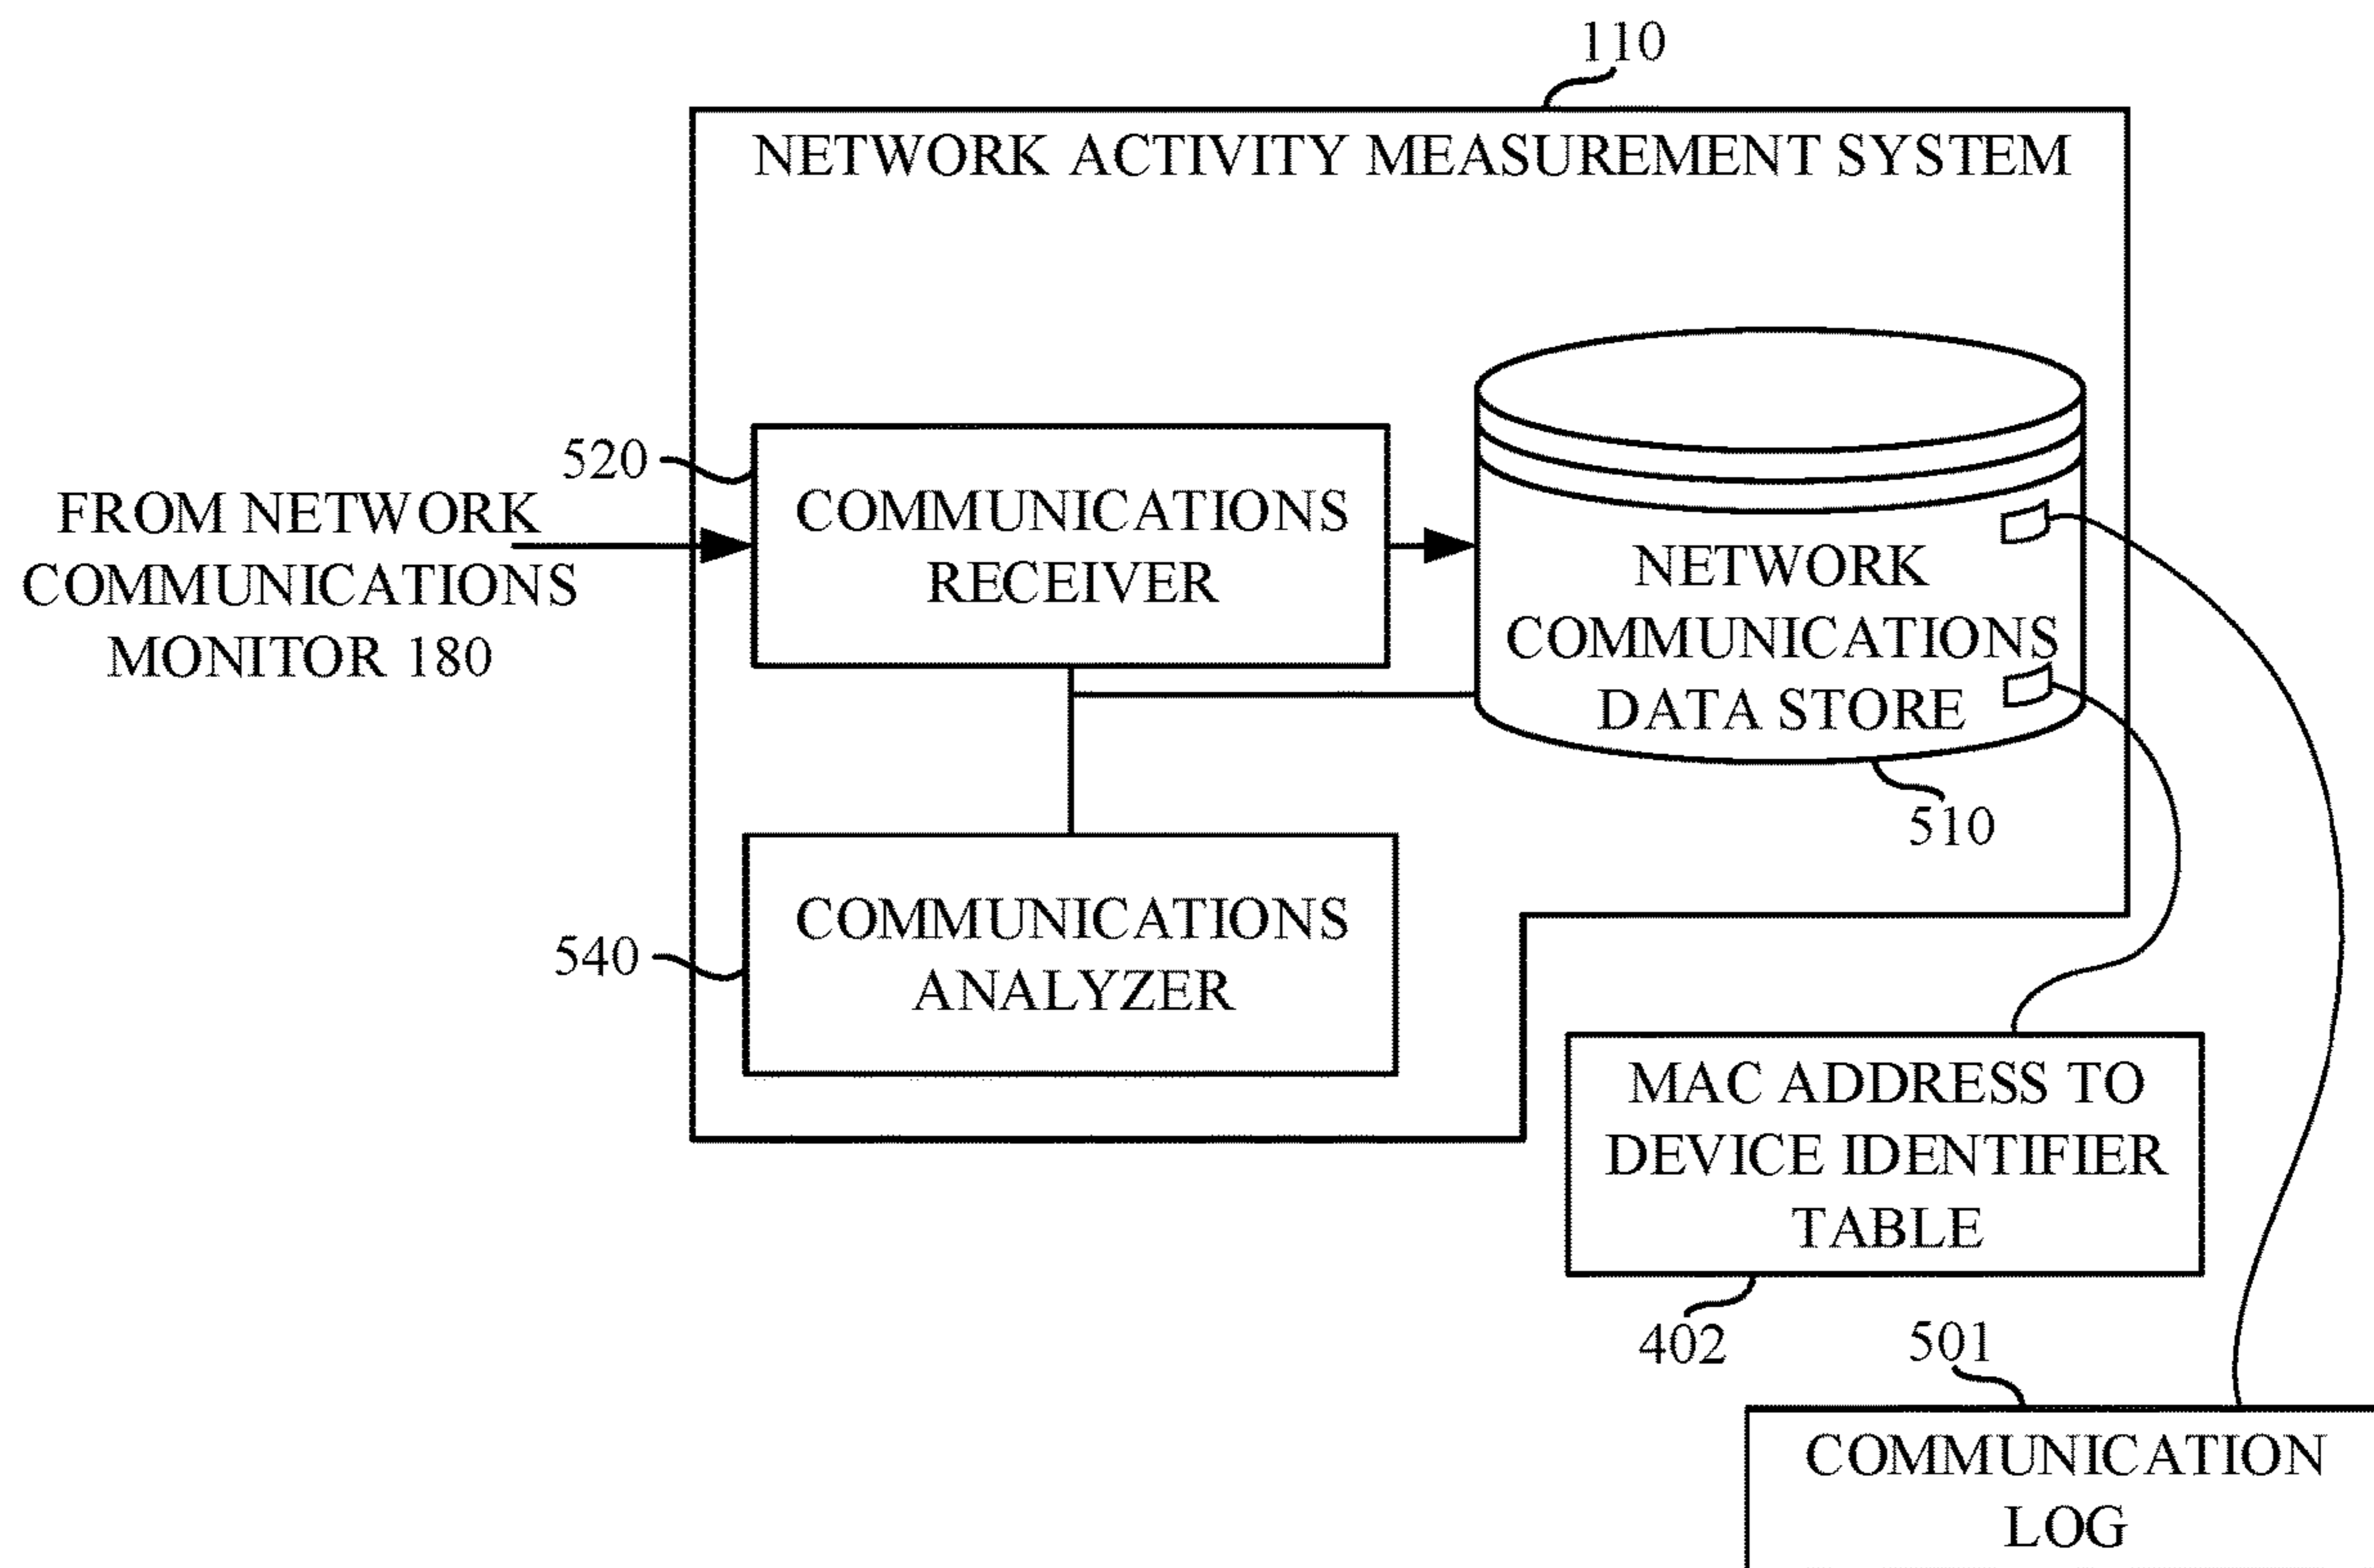 110
NETWORK ACTIVITY MEASUREMENT SYSTEM
520
FROM NETWORK
COMMUNICATIONS
MONITOR 180
COMMUNICATIONS
RECEIVER
NETWORK
COMMUNICATIONS
DATA STORE
510
540
COMMUNICATIONS
ANALYZER
MAC ADDRESS TO
DEVICE IDENTIFIER
TABLE
402
501
COMMUNICATION
LOG